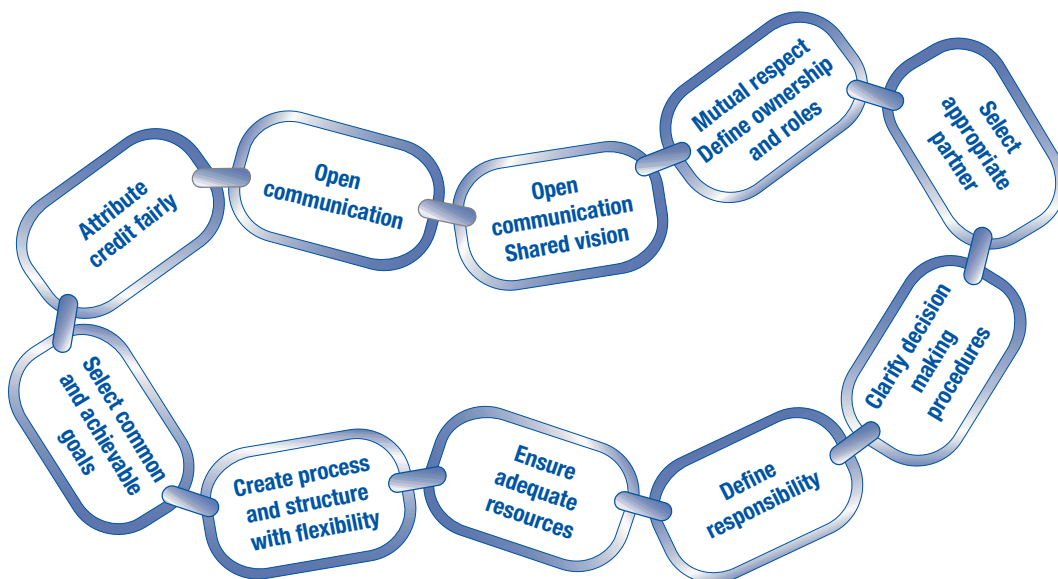 Attribute
credit fairly
Open
communication
Open
communication
Shared vision
Mutual respect
Define ownership
and roles
Select
appropriate
partner
Clarify decision
making
procedures
Define
responsibility
Ensure
adequate
resources
Create process
and structure
with flexibility
Select common
and achievable
goals